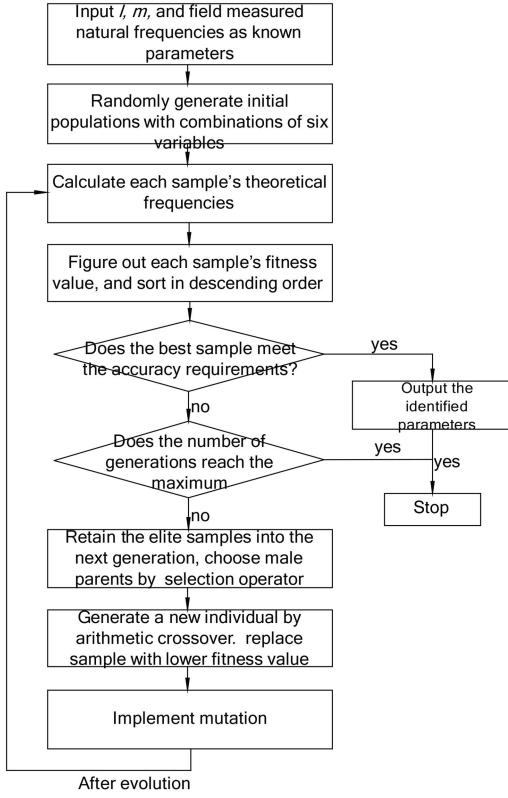 Input l, m, and field measured
natural frequencies as known
parameters
Randomly generate initial
populations with combinations of six
variables
Calculate each sample's theoretical
frequencies
Figure out each sample's fitness
value, and sort in descending order
Does the best sample meet
the accuracy requirements?
yes
Output the
identified
parameters
no
Does the number of
generations reach the
maximum
yes
yes
Stop
no
Retain the elite samples into the
next generation, choose male
parents by selection operator
Generate a new individual by
arithmetic crossover. replace
sample with lower fitness value
Implement mutation
After evolution